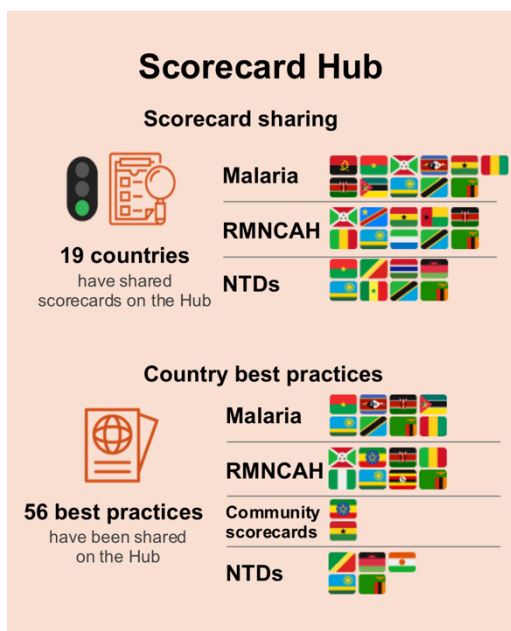 Scorecard Hub
Scorecard sharing
Malaria
RMNCAH
NTDs
19 countries
have shared
scorecards on the Hub
Country best practices
Malaria
RMNCAH
Community
scorecards
NTDs
56 best practices
have been shared
on the Hub